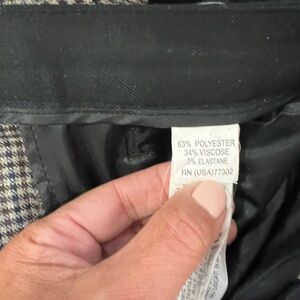 63% POLYESTER
34% VISCOSE
3% ELASTANE
RN (USA)77302